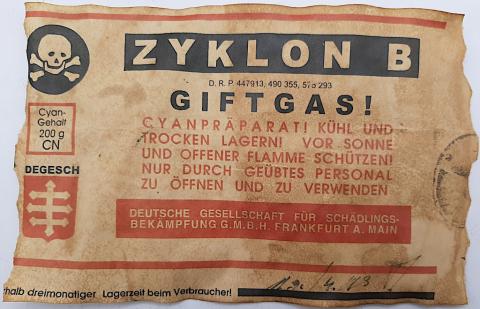 ZYKLON B
D. R. P. 447913, 490 355, 575 293
GIFTGAS!
Cyan-
Gehalt
200 g
CN
CYANPRÄPARAT! KÜHL UND
TROCKEN LAGERN! VOR SONNE
UND OFFENER FLAMME SCHÜTZEN!
NUR DURCH GEÜBTES PERSONAL
ZU ÖFFNEN UND ZU VERWENDEN
DEGESCH
DEUTSCHE GESELLSCHAFT FÜR SCHÄDLINGS-
BEKÄMPFUNG G.M.B.H. FRANKFURT A. MAIN
dreimonatiger Lagerzeit beim Verbraucher!